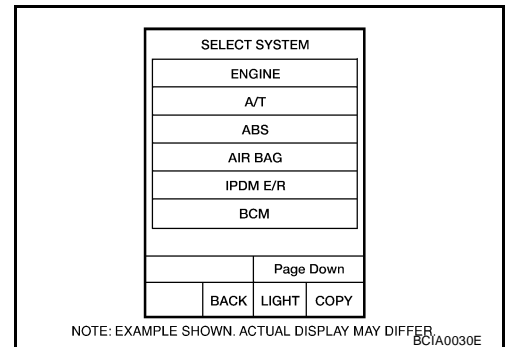 SELECT SYSTEM
ENGINE
A/T
ABS
AIR BAG
IPDM E/R
BCM
Page Down
BACK LIGHT COPY
NOTE: EXAMPLE SHOWN. ACTUAL DISPLAY MAY DIFFER.
BCIA0030E